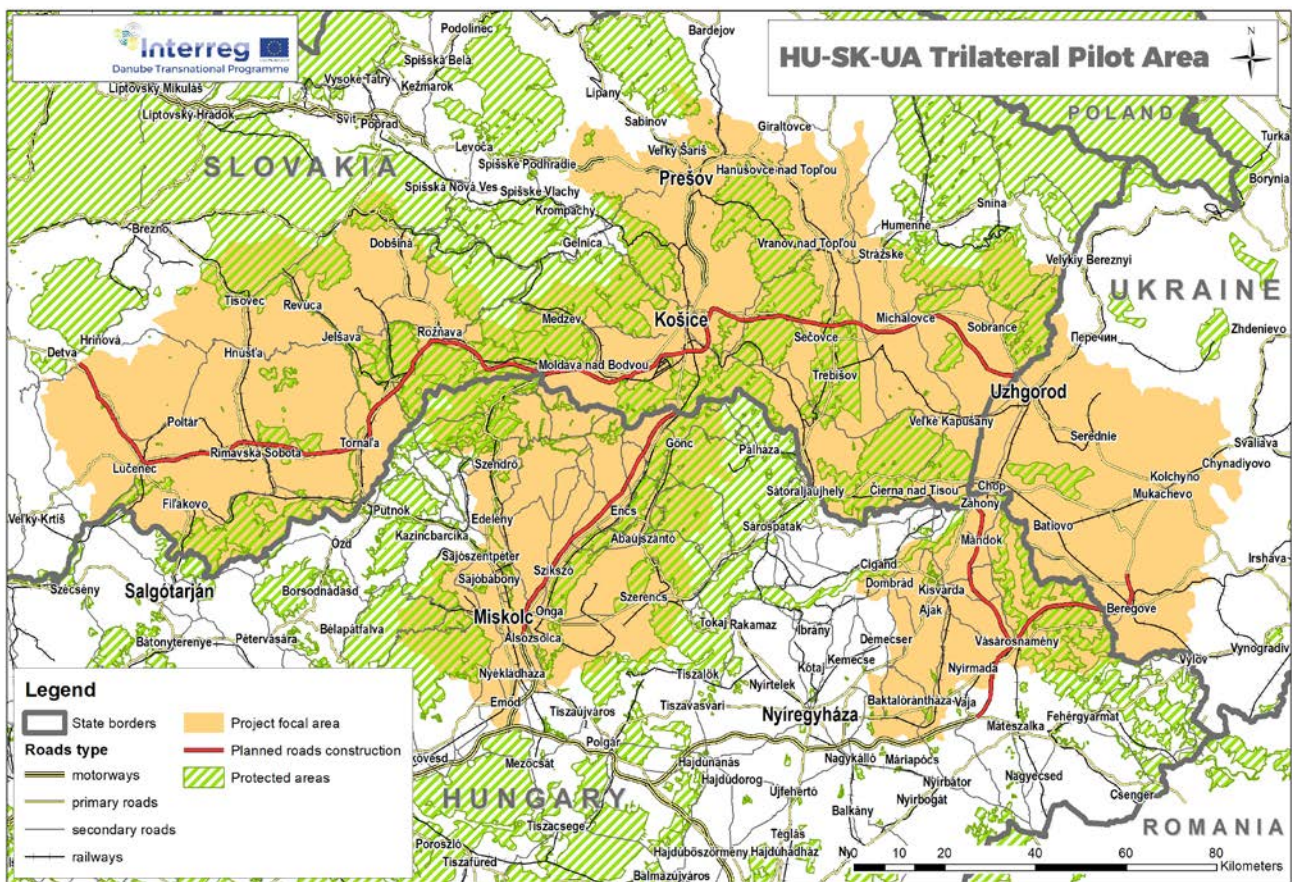 Interreg
Danube Transnational Programme
HU-SK-UA Trilateral Pilot Area
N
Podolínec
Bardejov
Spišská Belá
Vysoké Tatry
Kežmarok
Liptovský Mikuláš
Liptovský Hrádok
Svit
Poprad
Lipany
Sabinov
Giraltovce
POLAND
Turka
Levoča
Veľký Šariš
SLOVAKIA
Spišské Podhradie
Prešov
Hanušovce nad Topľou
Borynia
Spišská Nová Ves
Spišské Vlachy
Krompachy
Snina
Humenné
Brezno
Dobšiná
Gelnica
Vranov nad Topľou
Strážske
Velykiy Bereznyi
UKRAINE
Tisovec
Revúca
Medzev
Košice
Michalovce
Sobrance
Zhdenievo
Hriňová
Detva
Hnúšťa
Jelšava
Rožňava
Sečovce
Перечин
Moldava nad Bodvou
Trebišov
Uzhgorod
Poltár
Veľké Kapušany
Serednie
Rimavská Sobota
Tornaľa
Gönc
Pálháza
Svaliava
Lučenec
Szendrő
Kolchyno
Chynadiyovo
Fiľakovo
Sátoraljaújhely
Čierna nad Tisou
Chop
Mukachevo
Veľký Krtíš
Putnok
Edelény
Encs
Záhony
Batiovo
Kazincbarcika
Sárospatak
Ózd
Abaújszántó
Mándok
Irshava
Sajószentpéter
Cigánd
Szécsény
Salgótarján
Sajóbábony
Szikszó
Dombrád
Kisvárda
Borsodnádasd
Ajak
Beregove
Miskolc
Onga
Szerencs
Bátonyterenye
Pétervására
Bélapátfalva
Alsózsolca
Tokaj
Rakamaz
Ibrány
Demecser
Vásárosnamény
Kótaj
Kemecse
Vylov
Vynogradiv
Nyékládháza
Tiszalök
Nyírtelek
Nyírmada
Emőd
Baktalórántháza
Vaja
Tiszaújváros
Tiszavasvári
Nyíregyháza
Fehérgyarmat
Mátészalka
Polgár
kövesd
Mezőcsát
Hajdúnánás
Nagykálló
Máriapócs
Hajdúdorog
Újfehértó
Nyírbátor
Nagyecsed
HUNGARY
Nyírbogát
Csenger
Tiszacsege
Balkány
Poroszló
Téglás
ROMANIA
Tiszafüred
Hajdúböszörmény
Hajdúhadház
Balmazújváros
Ny
Legend
State borders
Roads type
motorways
primary roads
secondary roads
railways
Project focal area
Planned roads construction
Protected areas
0 10 20 40 60 80
Kilometers